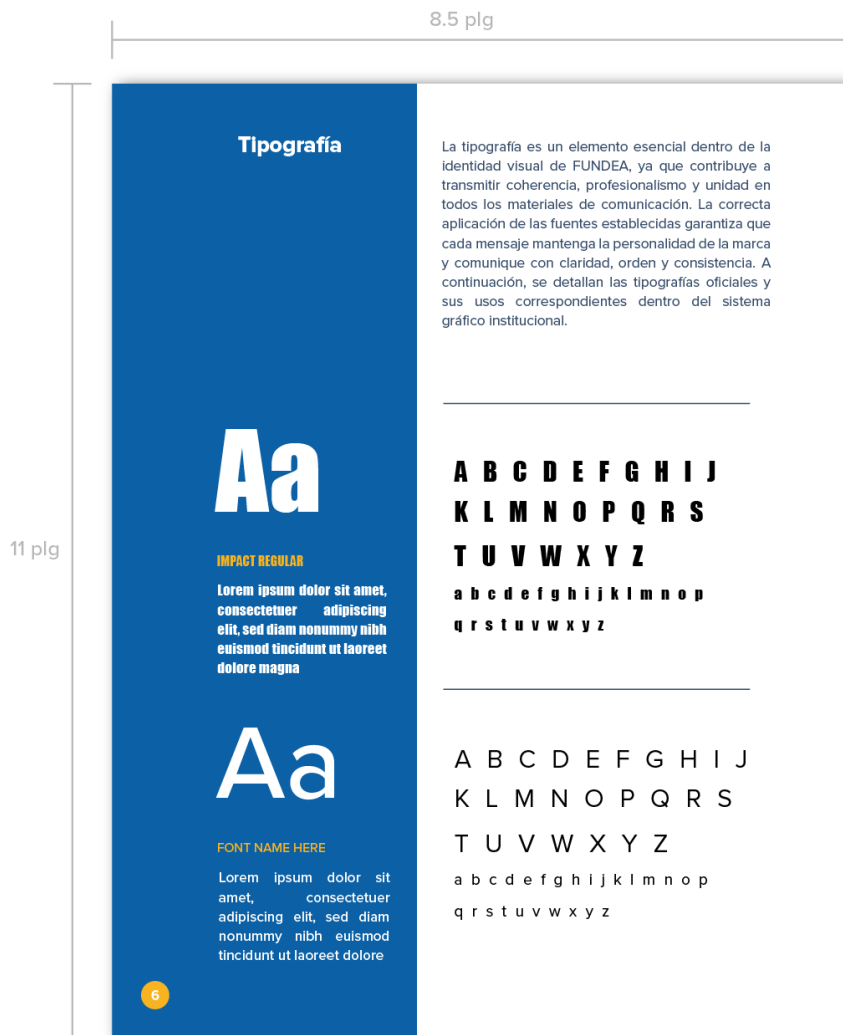 8.5 plg
11 plg
Tipografía
La tipografía es un elemento esencial dentro de la
identidad visual de FUNDEA, ya que contribuye a
transmitir coherencia, profesionalismo y unidad en
todos los materiales de comunicación. La correcta
aplicación de las fuentes establecidas garantiza que
cada mensaje mantenga la personalidad de la marca
y comunique con claridad, orden y consistencia. A
continuación, se detallan las tipografías oficiales y
sus usos correspondientes dentro del sistema
gráfico institucional.
Aa
IMPACT REGULAR
Lorem ipsum dolor sit amet,
consectetuer adipiscing
elit, sed diam nonummy nibh
euismod tincidunt ut laoreet
dolore magna
A B C D E F G H I J
K L M N O P Q R S
T U V W X Y Z
a b c d e f g h i j k l m n o p
q r s t u v w x y z
Aa
FONT NAME HERE
Lorem ipsum dolor sit
amet, consectetuer
adipiscing elit, sed diam
nonummy nibh euismod
tincidunt ut laoreet dolore
A B C D E F G H I J
K L M N O P Q R S
T U V W X Y Z
a b c d e f g h i j k l m n o p
q r s t u v w x y z
6